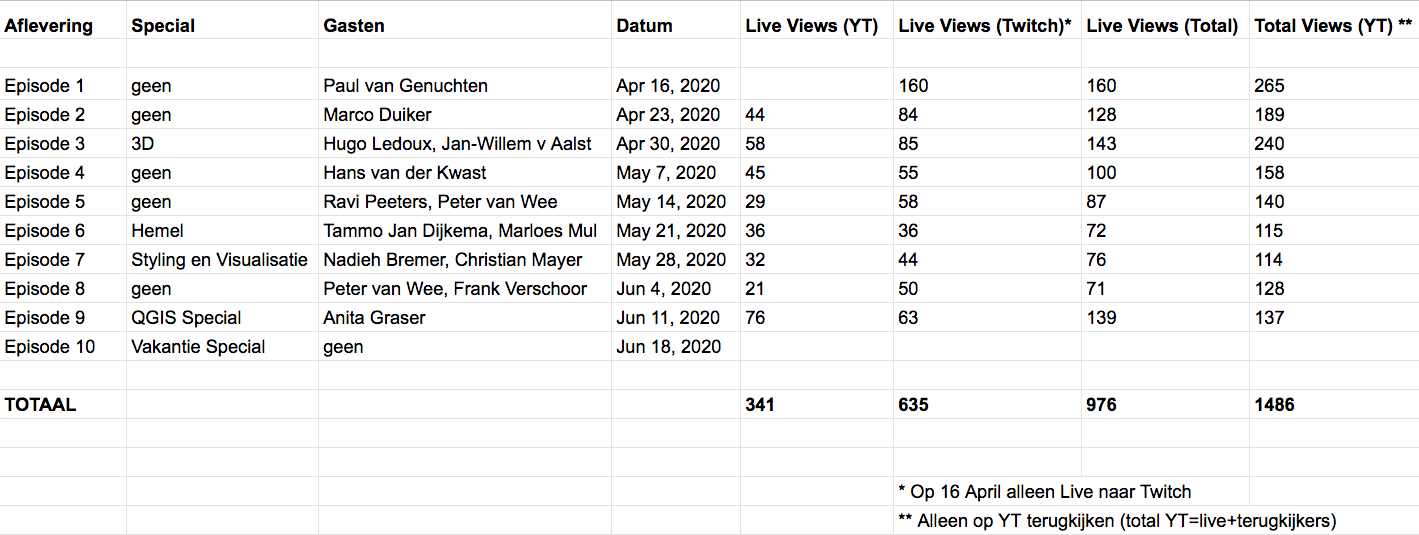 Aflevering Special Gasten Datum Live Views (YT) Live Views (Twitch)* Live Views (Total) Total Views (YT) **
Episode 1 geen Paul van Genuchten Apr 16, 2020 160 160 265
Episode 2 geen Marco Duiker Apr 23, 2020 44 84 128 189
Episode 3 3D Hugo Ledoux, Jan-Willem v Aalst Apr 30, 2020 58 85 143 240
Episode 4 geen Hans van der Kwast May 7, 2020 45 55 100 158
Episode 5 geen Ravi Peeters, Peter van Wee May 14, 2020 29 58 87 140
Episode 6 Hemel Tammo Jan Dijkema, Marloes Mul May 21, 2020 36 36 72 115
Episode 7 Styling en Visualisatie Nadieh Bremer, Christian Mayer May 28, 2020 32 44 76 114
Episode 8 geen Peter van Wee, Frank Verschoor Jun 4, 2020 21 50 71 128
Episode 9 QGIS Special Anita Graser Jun 11, 2020 76 63 139 137
Episode 10 Vakantie Special geen Jun 18, 2020
TOTAAL 341 635 976 1486
* Op 16 April alleen Live naar Twitch
** Alleen op YT terugkijken (total YT=live+terugkijkers)